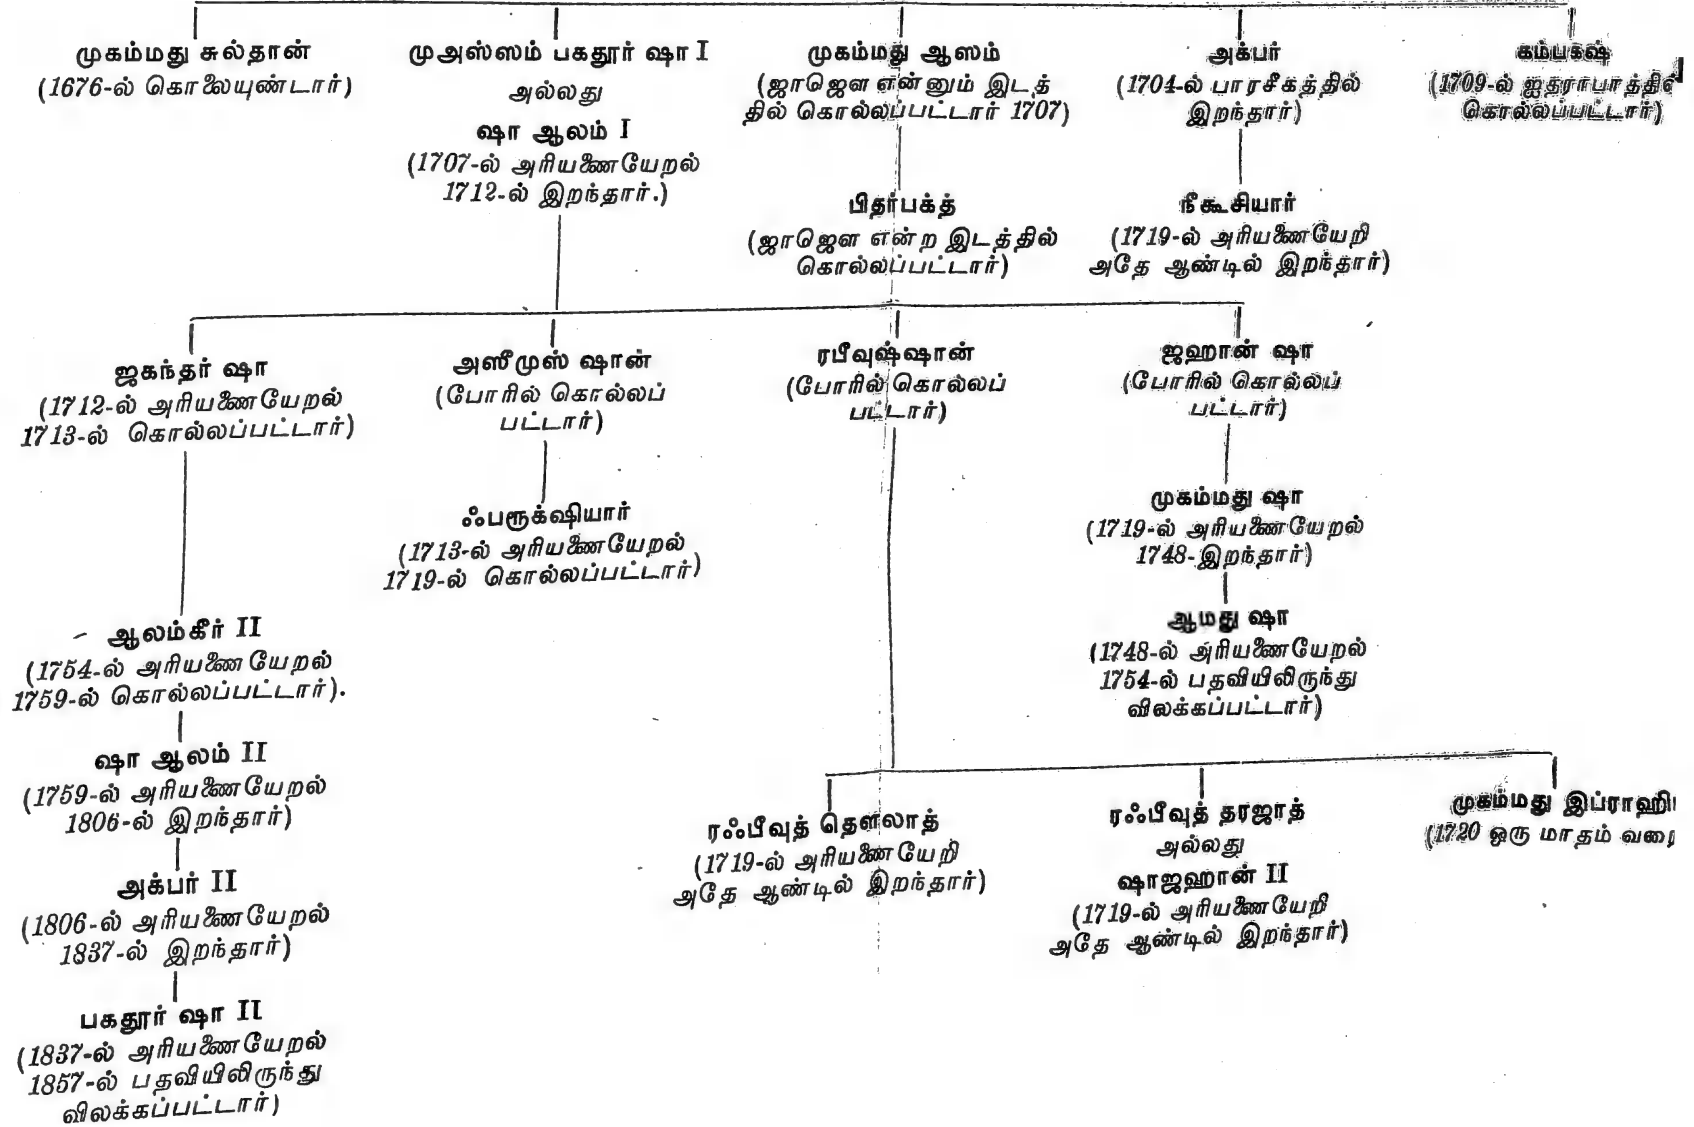 முகம்மது சுல்தான்
(1676-ல் கொலையுண்டார்)
முஅஸ்ஸம் பகதூர் ஷா I
அல்லது
ஷா ஆலம் I
(1707-ல் அரியணையேறல்
1712-ல் இறந்தார்.)
முகம்மது ஆஸம்
(ஜாஜெள என்னும் இடத்
தில் கொல்லப்பட்டார் 1707)
அக்பர்
(1704-ல் பாரசீகத்தில்
இறந்தார்)
கம்பகஷ்
(1709-ல் ஐதராபாத்தில்
கொல்லப்பட்டார்)
பிதர்பக்த்
(ஜாஜெள என்ற இடத்தில்
கொல்லப்பட்டார்)
நீகூசியார்
(1719-ல் அரியணையேறி
அதே ஆண்டில் இறந்தார்)
ஜகந்தர் ஷா
(1712-ல் அரியணையேறல்
1713-ல் கொல்லப்பட்டார்)
அஸீமுஸ் ஷான்
(போரில் கொல்லப்
பட்டார்)
ரபீவுஷ்ஷான்
(போரில் கொல்லப்
பட்டார்)
ஜஹான் ஷா
(போரில் கொல்லப்
பட்டார்)
ஃபரூக்ஷியார்
(1713-ல் அரியணையேறல்
1719-ல் கொல்லப்பட்டார்)
முகம்மது ஷா
(1719-ல் அரியணையேறல்
1748-இறந்தார்)
ஆமது ஷா
(1748-ல் அரியணையேறல்
1754-ல் பதவியிலிருந்து
விலக்கப்பட்டார்)
ஆலம்கீர் II
(1754-ல் அரியணையேறல்
1759-ல் கொல்லப்பட்டார்).
ஷா ஆலம் II
(1759-ல் அரியணையேறல்
1806-ல் இறந்தார்)
அக்பர் II
(1806-ல் அரியணையேறல்
1837-ல் இறந்தார்)
பகதூர் ஷா II
(1837-ல் அரியணையேறல்
1857-ல் பதவியிலிருந்து
விலக்கப்பட்டார்)
ரஃபீவுத் தெளலாத்
(1719-ல் அரியணையேறி
அதே ஆண்டில் இறந்தார்)
ரஃபீவுத் தரஜாத்
அல்லது
ஷாஜஹான் II
(1719-ல் அரியணையேறி
அதே ஆண்டில் இறந்தார்)
முகம்மது
(1720 ஒரு மாதம்